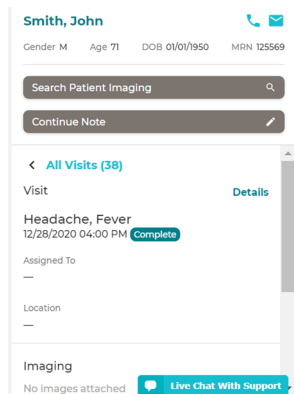 Smith, John
Gender M Age 71 DOB 01/01/1950 MRN 125569
Search Patient Imaging
Continue Note
All Visits (38)
Visit Details
Headache, Fever
12/28/2020 04:00 PM Complete
Assigned To
—
Location
—
Imaging
No images attached
Live Chat With Support